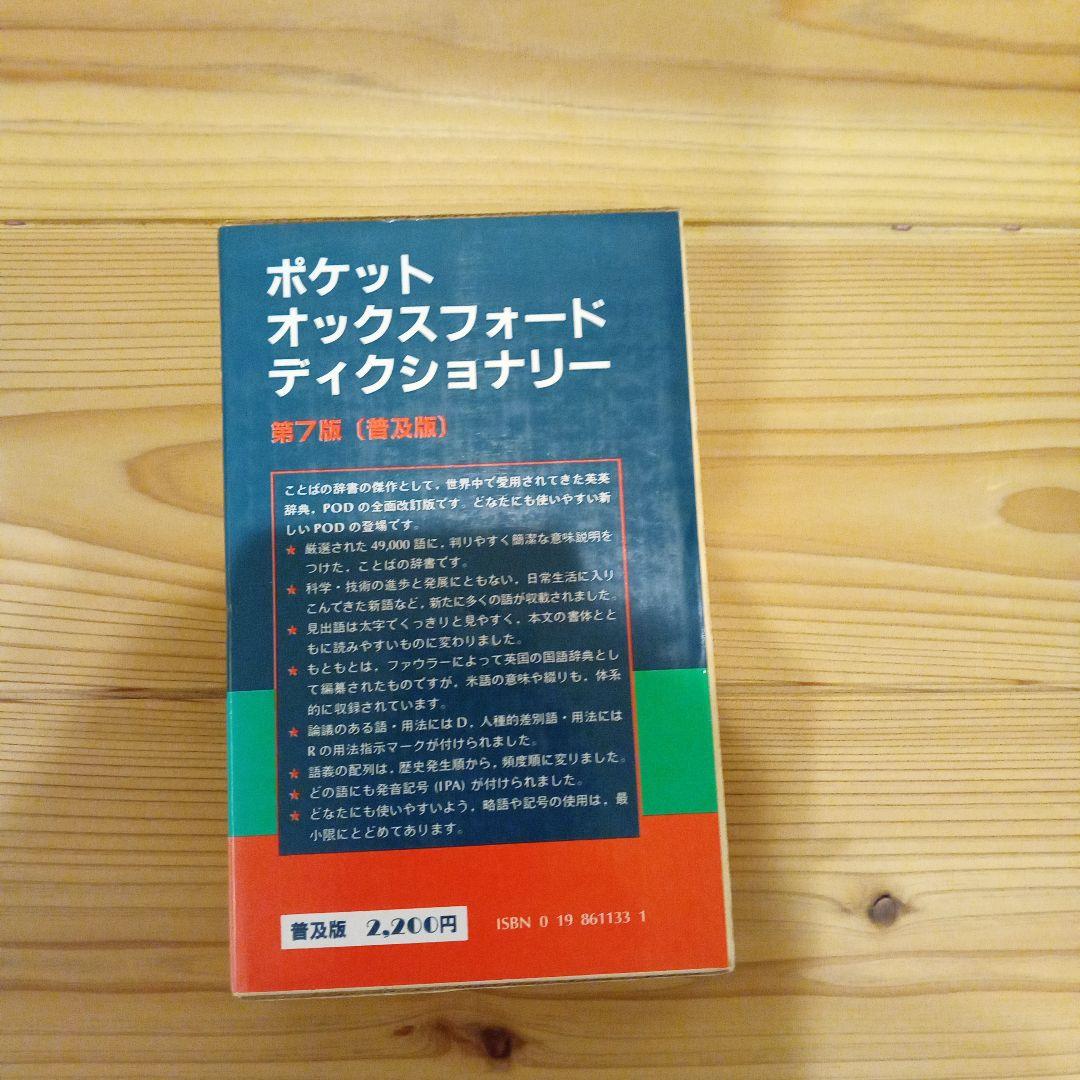 ポケット
オックスフォード
ディクショナリー
第7版〔普及版〕
ことばの辞書の傑作として，世界中で愛用されてきた英英
辞典，PODの全面改訂版です。どなたにも使いやすい新
しいPODの登場です。
★ 厳選された49,000語に，判りやすく簡潔な意味説明を
つけた，ことばの辞書です。
★ 科学・技術の進歩と発展にともない，日常生活に入り
こんできた新語など，新たに多くの語が収載されました。
★ 見出語は太字でくっきりと見やすく，本文の書体とと
もに読みやすいものに変わりました。
★ もともとは，ファウラーによって英国の国語辞典とし
て編纂されたものですが，米語の意味や綴りも，体系
的に収録されています。
★ 論議のある語・用法にはD，人種的差別語・用法には
Rの用法指示マークが付けられました。
★ 語義の配列は，歴史発生順から，頻度順に変りました。
★ どの語にも発音記号(IPA)が付けられました。
★ どなたにも使いやすいよう，略語や記号の使用は，最
小限にとどめてあります。
普及版 2,200円
ISBN 0 19 861133 1